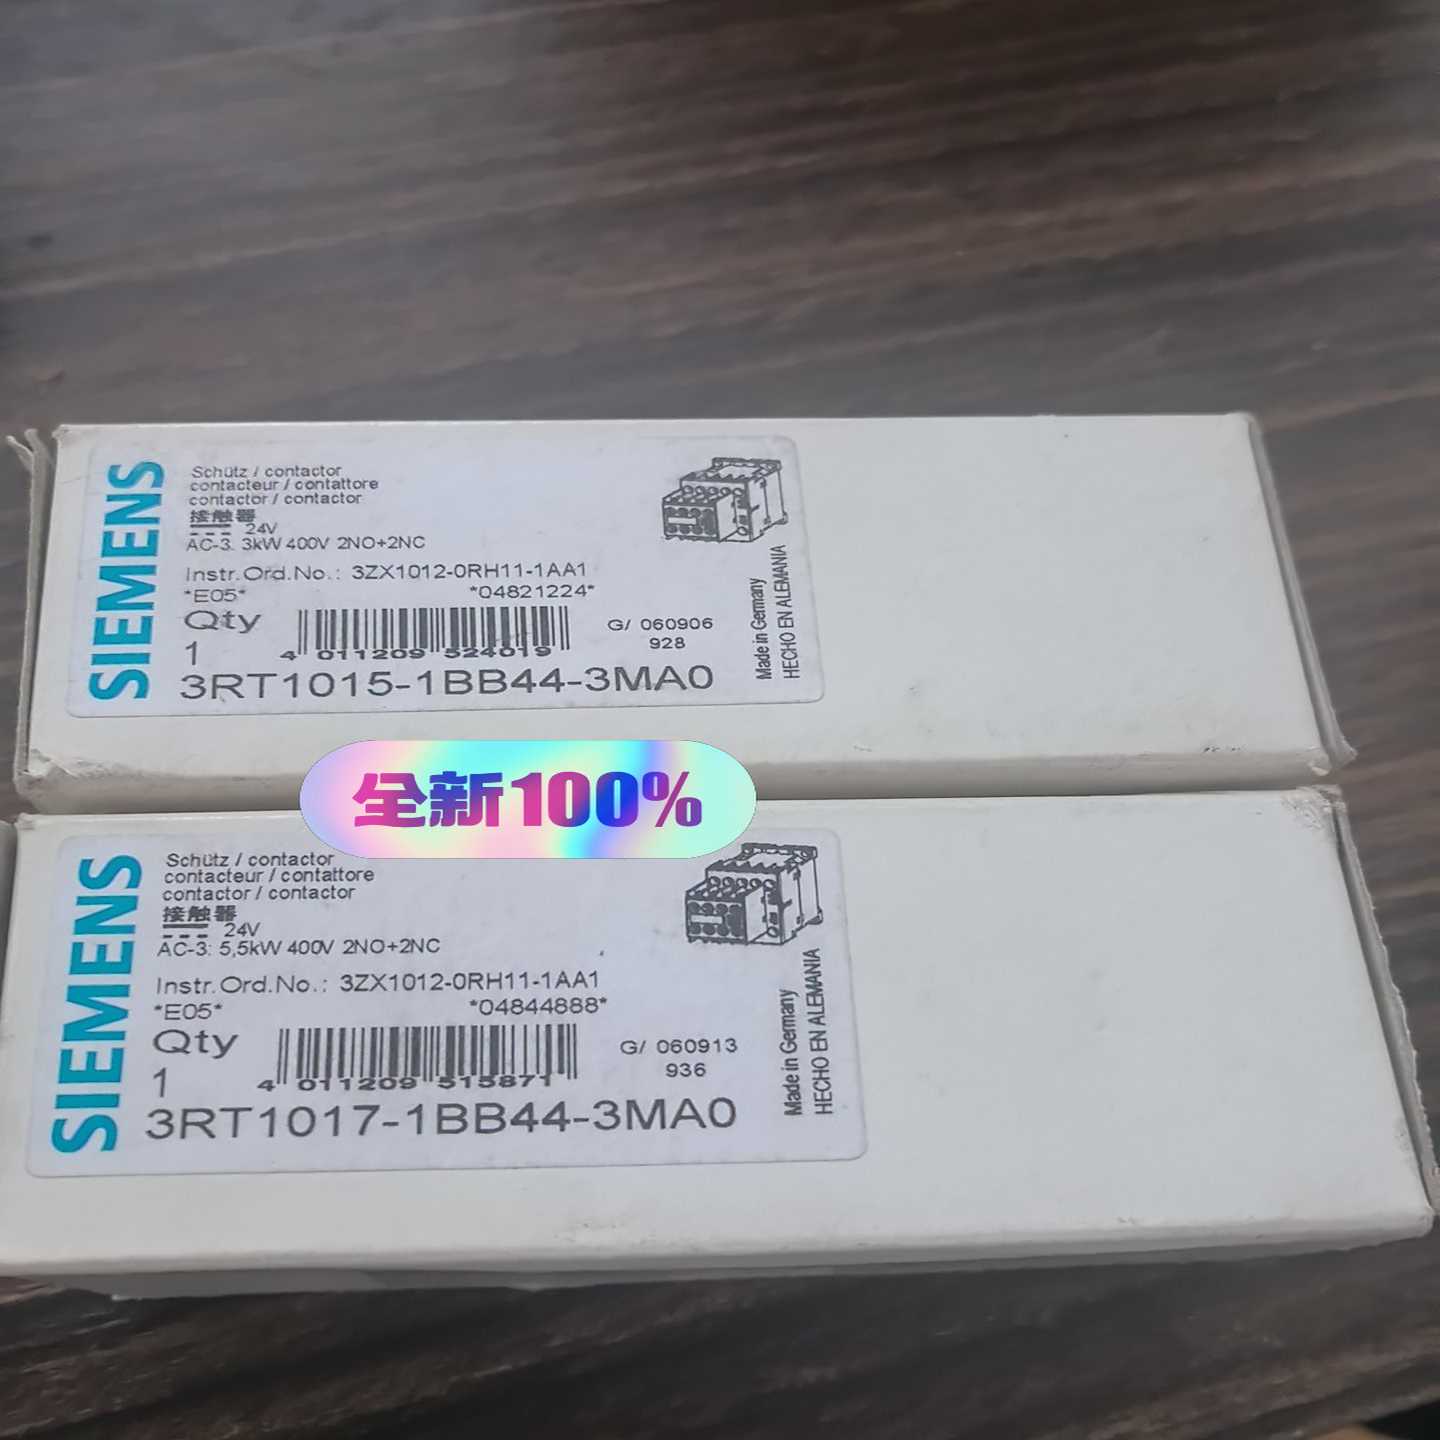 SIEMENS
Schütz / contactor
contacteur / contattore
contactor / contactor
接触器
24V
AC-3: 3kW 400V 2NO+2NC
Instr.Ord.No.: 3ZX1012-0RH11-1AA1
*E05* *04821224*
Qty
1
4 011209 524019
G/ 060906
928
3RT1015-1BB44-3MA0
Made in Germany
HECHO EN ALEMANIA
全新100%
SIEMENS
Schütz / contactor
contacteur / contattore
contactor / contactor
接触器
24V
AC-3: 5,5kW 400V 2NO+2NC
Instr.Ord.No.: 3ZX1012-0RH11-1AA1
*E05* *04844888*
Qty
1
4 011209 515871
G/ 060913
936
3RT1017-1BB44-3MA0
Made in Germany
HECHO EN ALEMANIA